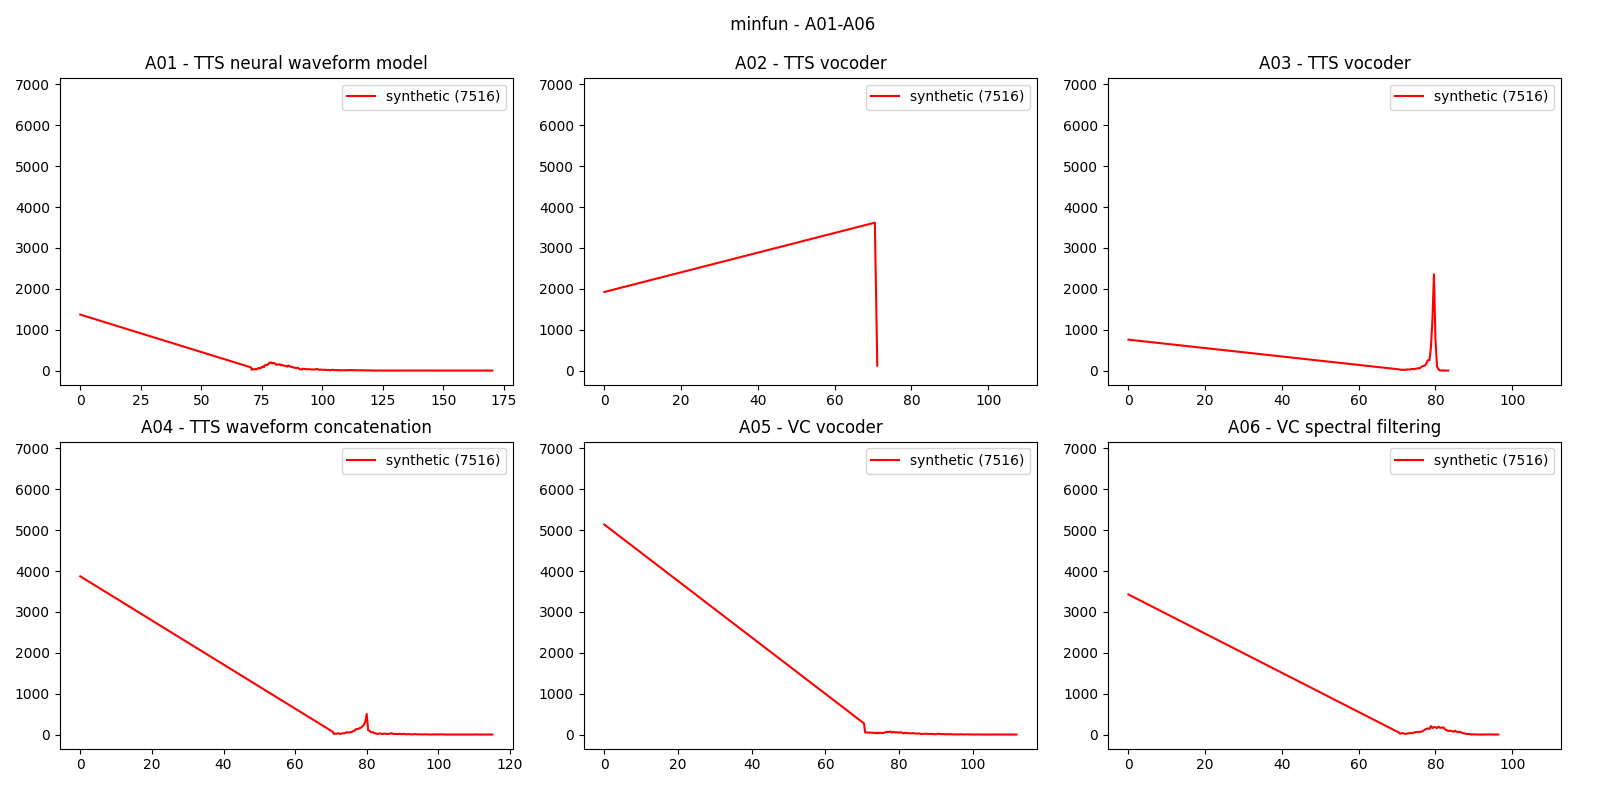 minfun - A01-A06
A01 - TTS neural waveform model
7000
6000
5000
4000
3000
2000
1000
0
synthetic (7516)
0 25 50 75 100 125 150 175
A02 - TTS vocoder
7000
6000
5000
4000
3000
2000
1000
0
synthetic (7516)
0 20 40 60 80 100
A03 - TTS vocoder
7000
6000
5000
4000
3000
2000
1000
0
synthetic (7516)
0 20 40 60 80 100
A04 - TTS waveform concatenation
7000
6000
5000
4000
3000
2000
1000
0
synthetic (7516)
0 20 40 60 80 100 120
A05 - VC vocoder
7000
6000
5000
4000
3000
2000
1000
0
synthetic (7516)
0 20 40 60 80 100
A06 - VC spectral filtering
7000
6000
5000
4000
3000
2000
1000
0
synthetic (7516)
0 20 40 60 80 100